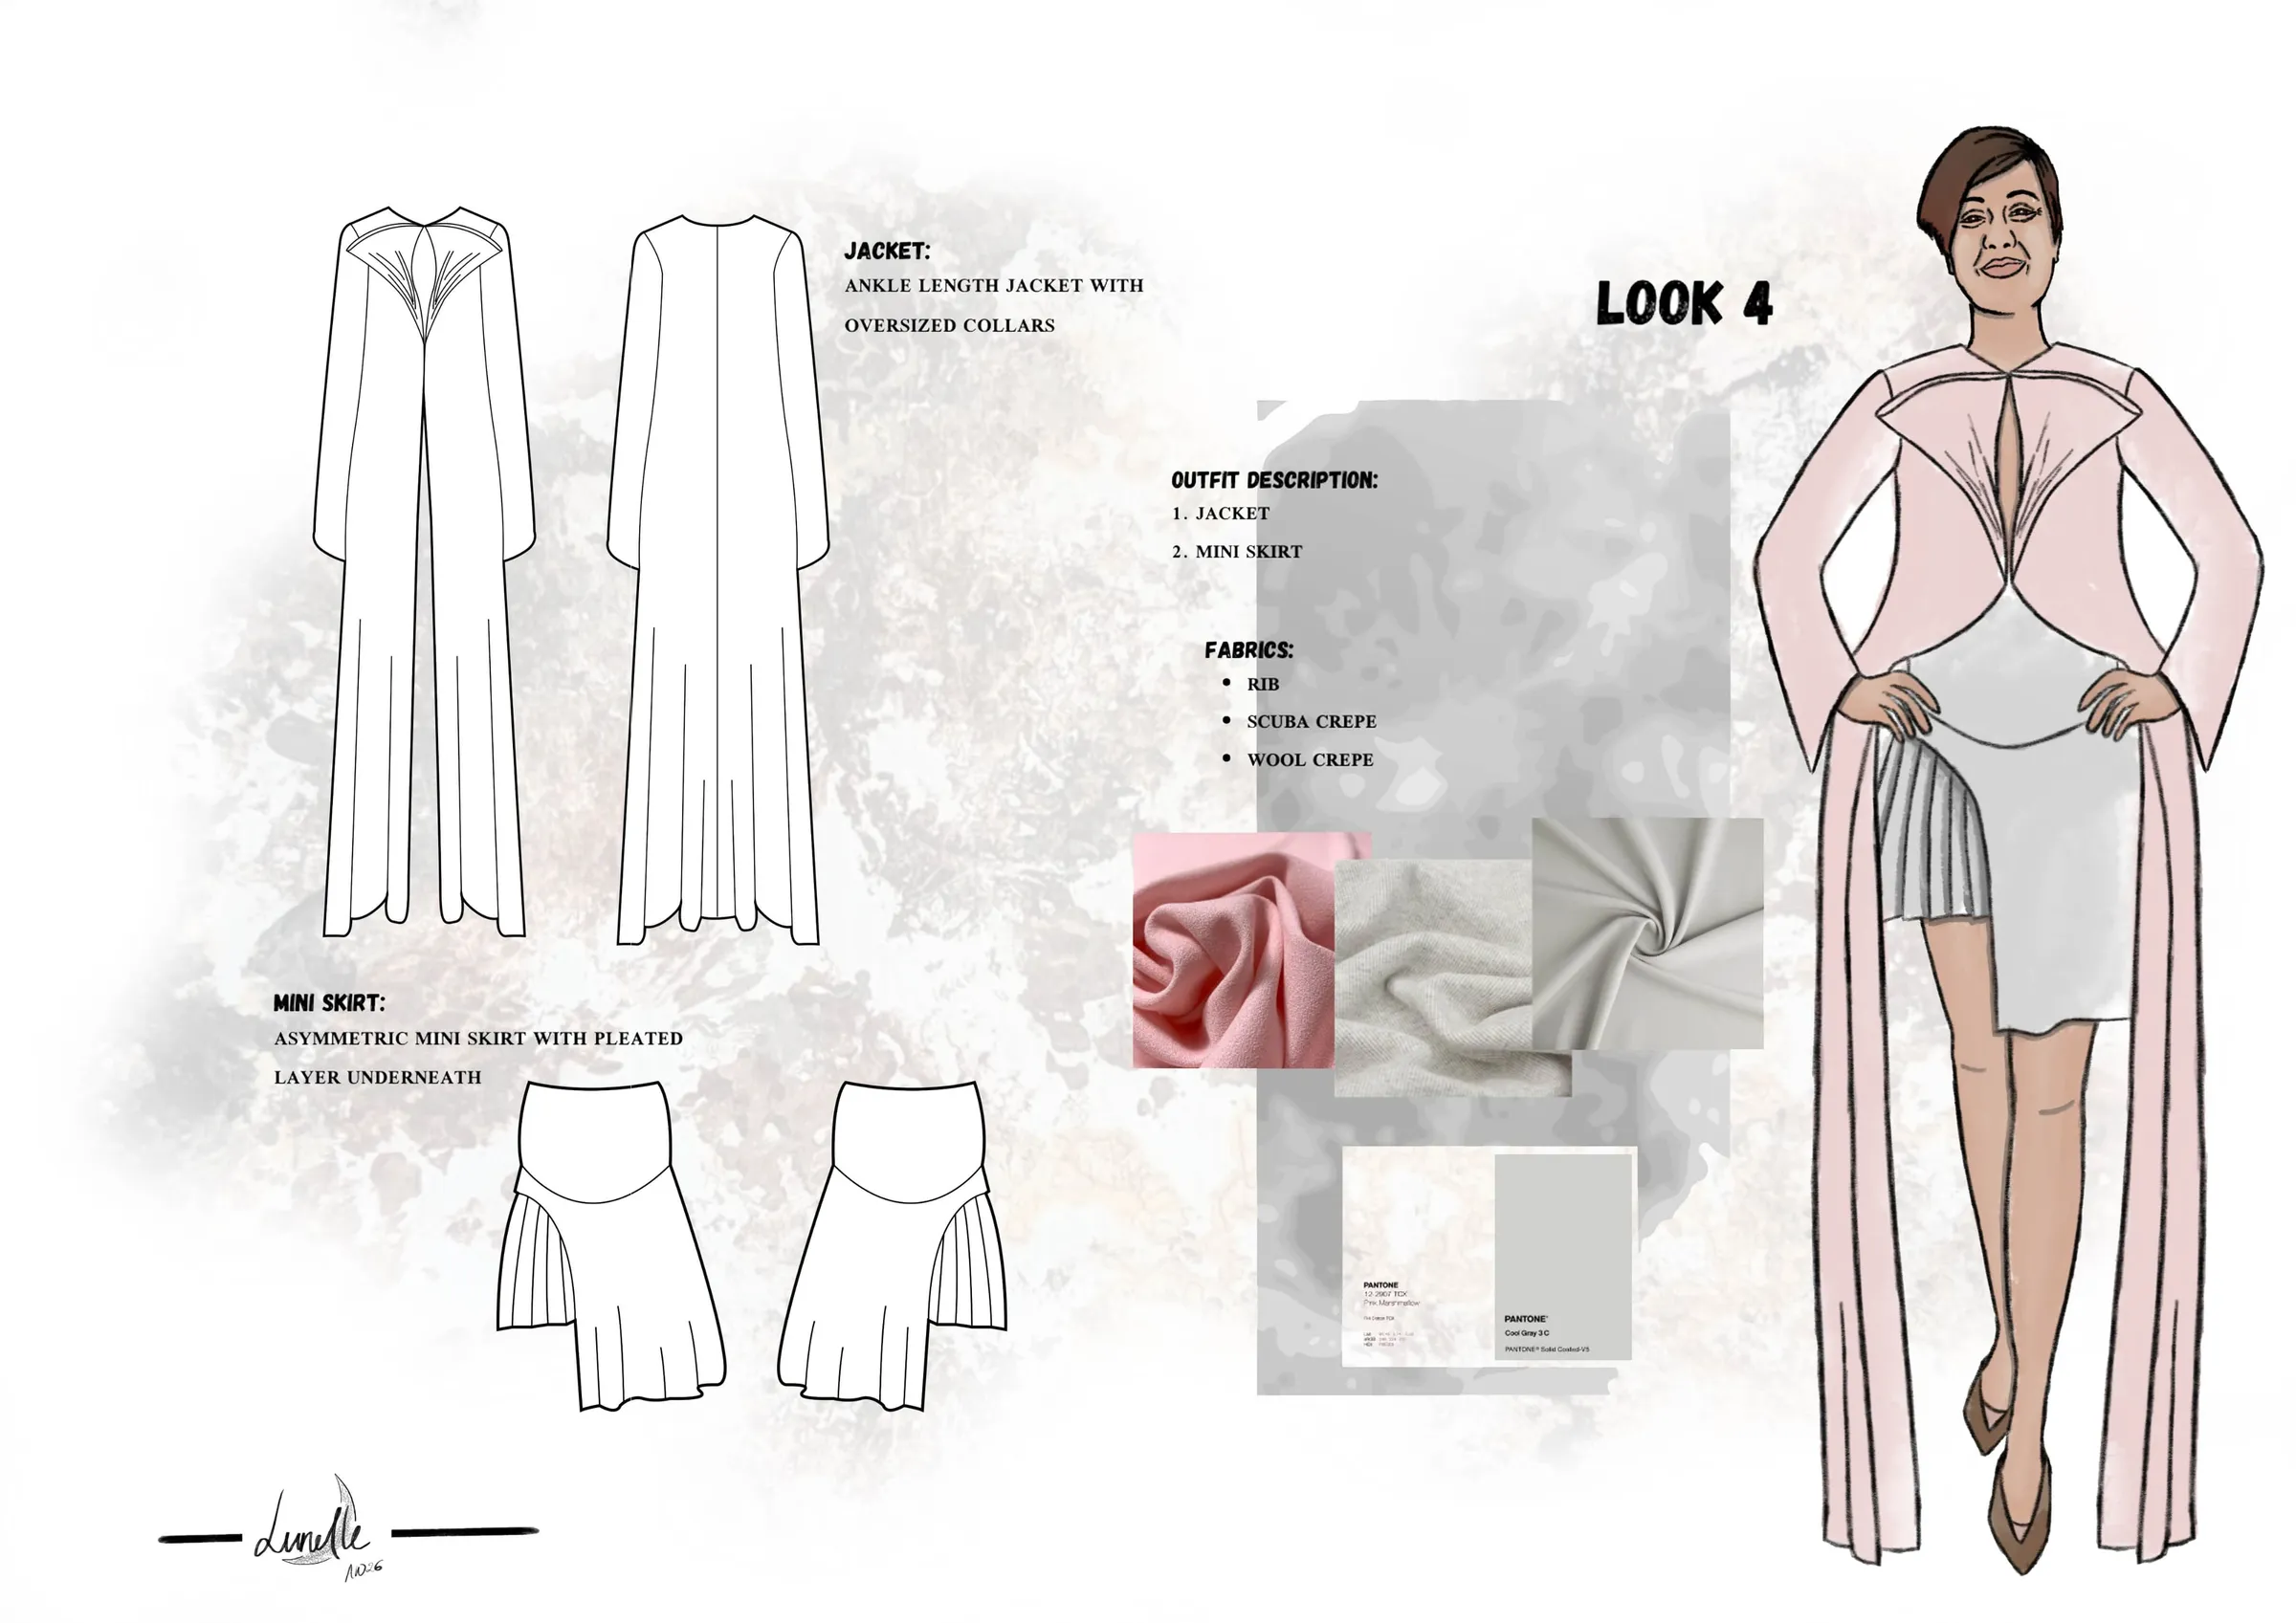 JACKET:
ANKLE LENGTH JACKET WITH
OVERSIZED COLLARS
LOOK 4
OUTFIT DESCRIPTION:
1. JACKET
2. MINI SKIRT
FABRICS:
• RIB
• SCUBA CREPE
• WOOL CREPE
MINI SKIRT:
ASYMMETRIC MINI SKIRT WITH PLEATED
LAYER UNDERNEATH
PANTONE
12-2907 TCX
Pink Marshmallow
PANTONE®
Cool Gray 3 C
PANTONE® Solid Coated-V5
Lunelle